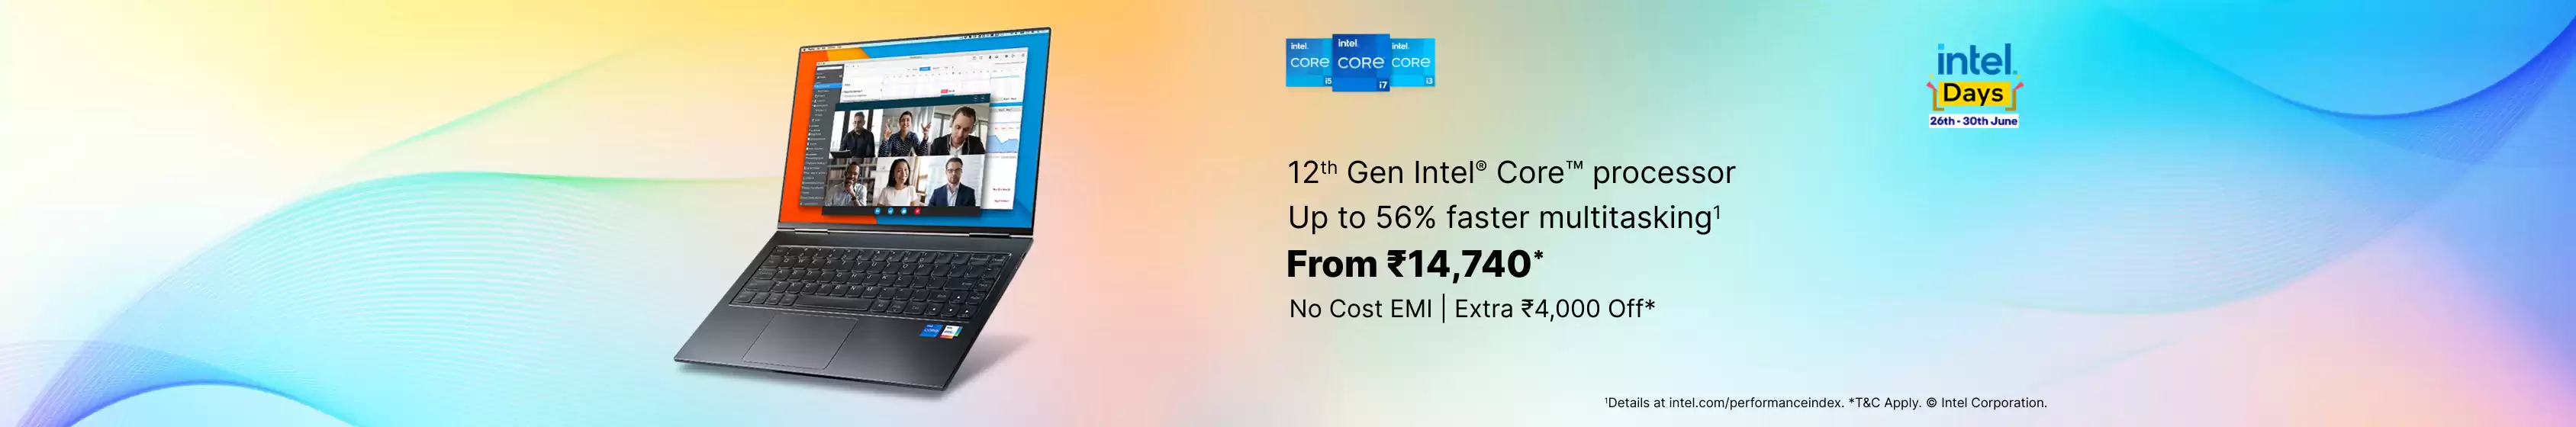 intel.
CORE
i5
intel.
CORE
i7
intel.
CORE
i3
intel.
Days
26th - 30th June
12th Gen Intel® Core™ processor
Up to 56% faster multitasking¹
From ₹14,740*
No Cost EMI | Extra ₹4,000 Off*
¹Details at intel.com/performanceindex. *T&C Apply. © Intel Corporation.